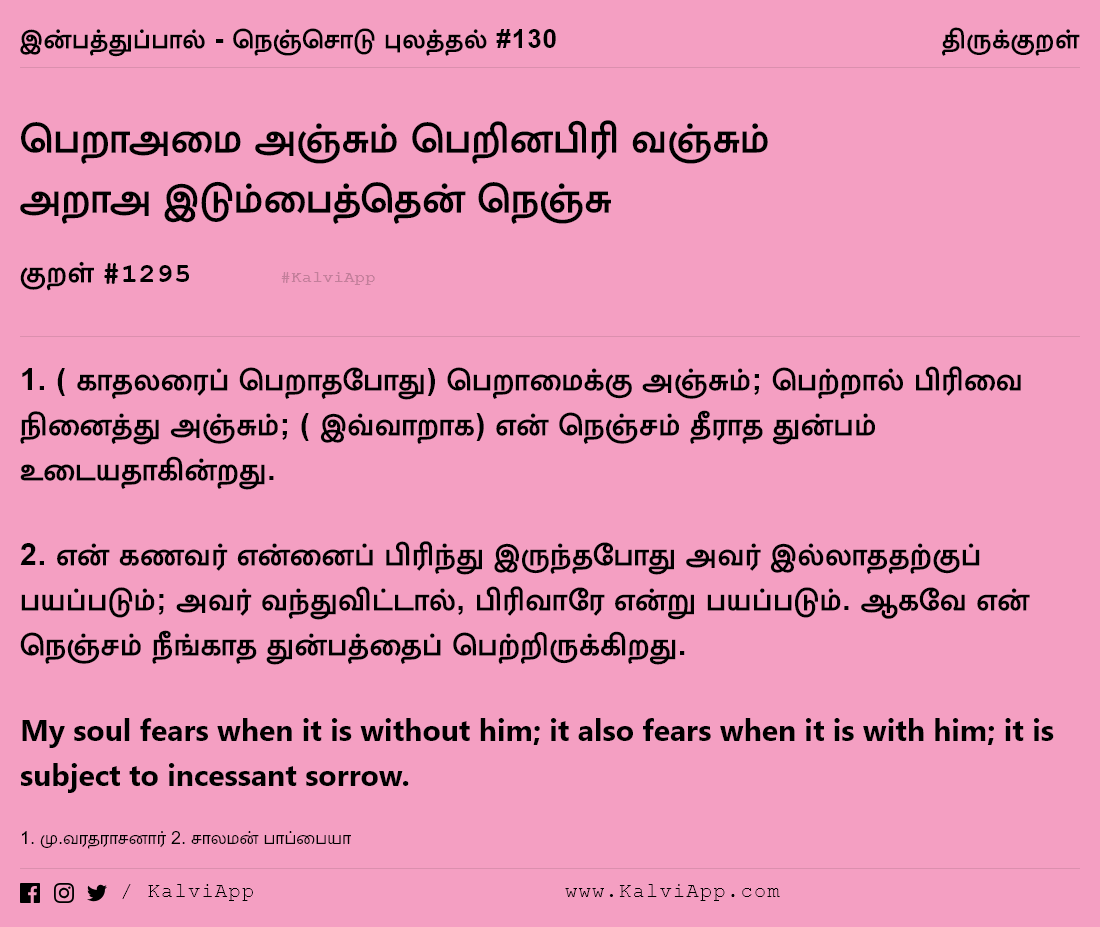 இன்பத்துப்பால் - நெஞ்சொடு புலத்தல் #130 திருக்குறள்
பெறாஅமை அஞ்சும் பெறினபிரி வஞ்சும்
அறாஅ இடும்பைத்தென் நெஞ்சு
குறள் #1295 #KalviApp
1. ( காதலரைப் பெறாதபோது) பெறாமைக்கு அஞ்சும்; பெற்றால் பிரிவை
நினைத்து அஞ்சும்; ( இவ்வாறாக) என் நெஞ்சம் தீராத துன்பம்
உடையதாகின்றது.
2. என் கணவர் என்னைப் பிரிந்து இருந்தபோது அவர் இல்லாததற்குப்
பயப்படும்; அவர் வந்துவிட்டால், பிரிவாரே என்று பயப்படும். ஆகவே என்
நெஞ்சம் நீங்காத துன்பத்தைப் பெற்றிருக்கிறது.
My soul fears when it is without him; it also fears when it is with him; it is
subject to incessant sorrow.
1. மு.வரதராசனார் 2. சாலமன் பாப்பையா
/ KalviApp www.KalviApp.com